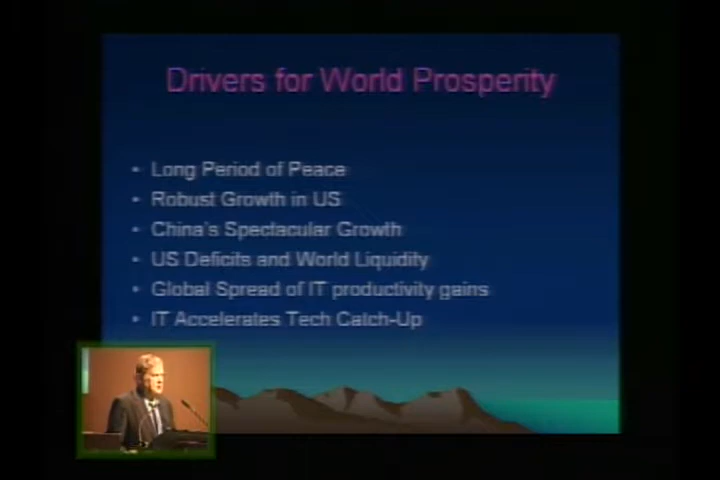 Drivers for World Prosperity
• Long Period of Peace
• Robust Growth in US
• China's Spectacular Growth
• US Deficits and World Liquidity
• Global Spread of IT productivity gains
• IT Accelerates Tech Catch-Up